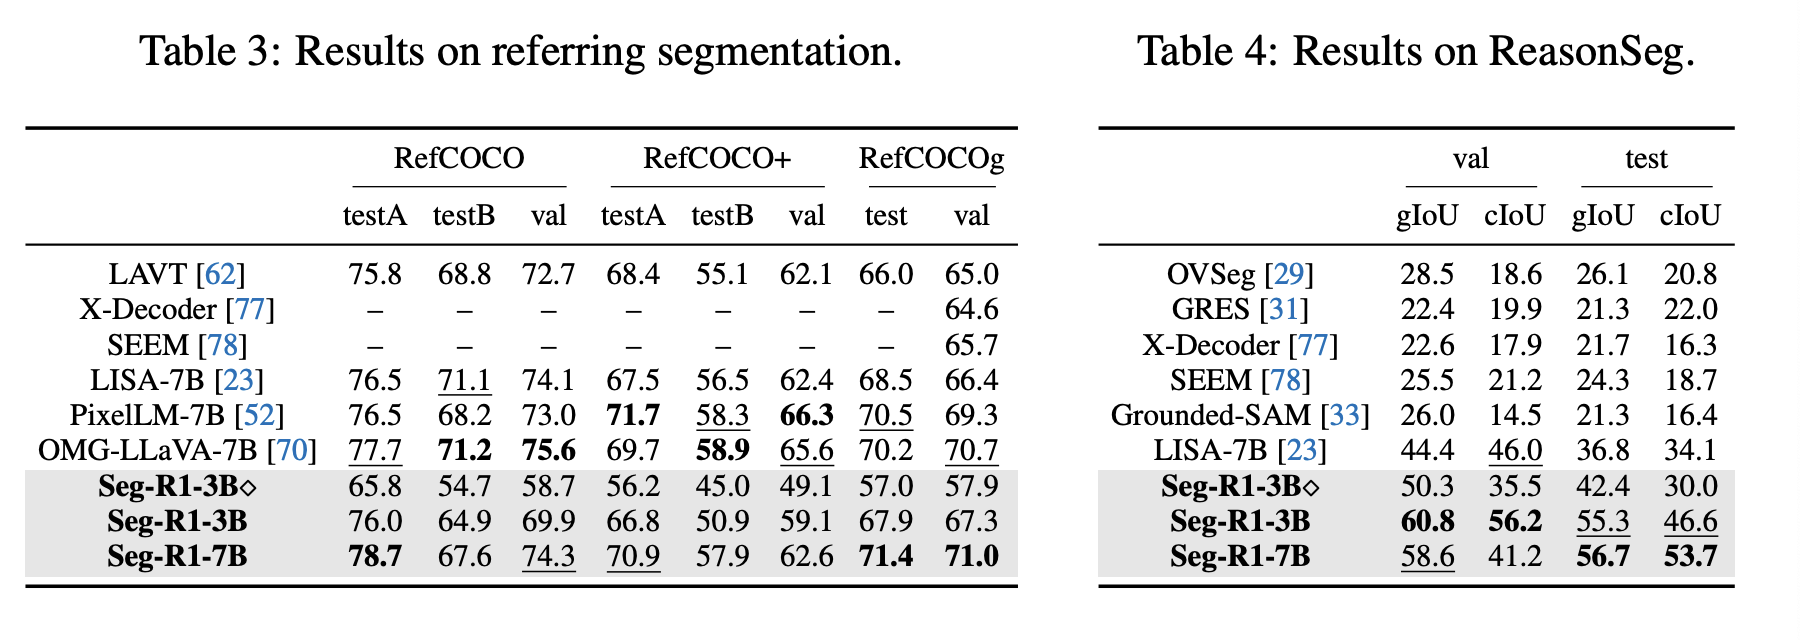 Table 3: Results on referring segmentation.
RefCOCO RefCOCO+ RefCOCOg
testA testB val testA testB val test val
LAVT [62] 75.8 68.8 72.7 68.4 55.1 62.1 66.0 65.0
X-Decoder [77] – – – – – – – 64.6
SEEM [78] – – – – – – – 65.7
LISA-7B [23] 76.5 71.1 74.1 67.5 56.5 62.4 68.5 66.4
PixelLM-7B [52] 76.5 68.2 73.0 71.7 58.3 66.3 70.5 69.3
OMG-LLaVA-7B [70] 77.7 71.2 75.6 69.7 58.9 65.6 70.2 70.7
Seg-R1-3B◇ 65.8 54.7 58.7 56.2 45.0 49.1 57.0 57.9
Seg-R1-3B 76.0 64.9 69.9 66.8 50.9 59.1 67.9 67.3
Seg-R1-7B 78.7 67.6 74.3 70.9 57.9 62.6 71.4 71.0
Table 4: Results on ReasonSeg.
val test
gIoU cIoU gIoU cIoU
OVSeg [29] 28.5 18.6 26.1 20.8
GRES [31] 22.4 19.9 21.3 22.0
X-Decoder [77] 22.6 17.9 21.7 16.3
SEEM [78] 25.5 21.2 24.3 18.7
Grounded-SAM [33] 26.0 14.5 21.3 16.4
LISA-7B [23] 44.4 46.0 36.8 34.1
Seg-R1-3B◇ 50.3 35.5 42.4 30.0
Seg-R1-3B 60.8 56.2 55.3 46.6
Seg-R1-7B 58.6 41.2 56.7 53.7